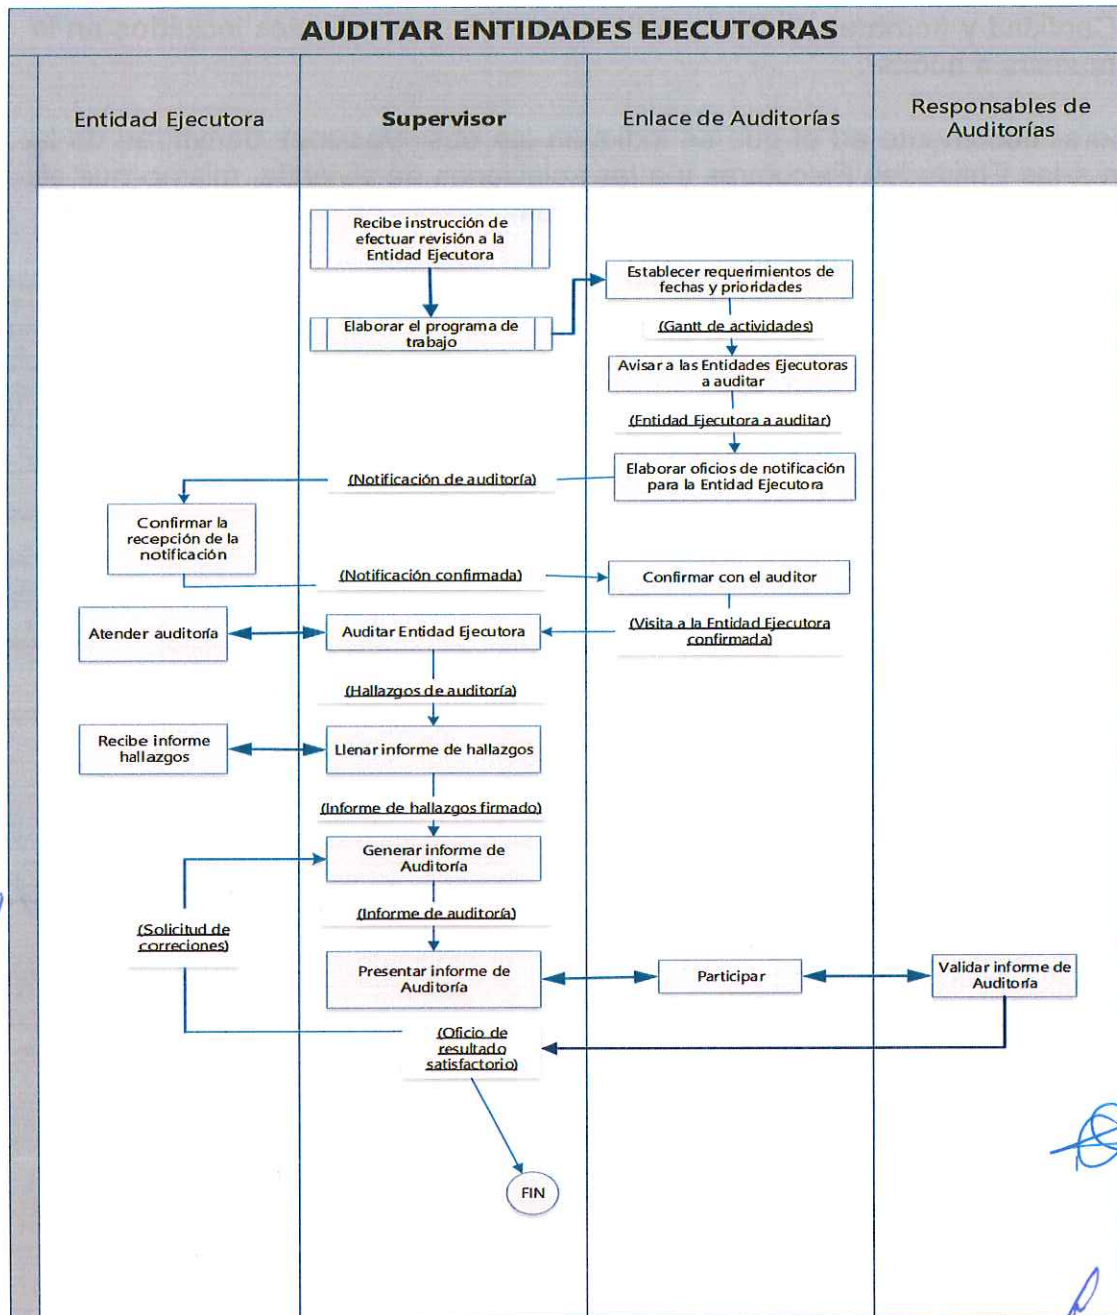 AUDITAR ENTIDADES EJECUTORAS
Entidad Ejecutora
Supervisor
Enlace de Auditorías
Responsables de
Auditorías
Recibe instrucción de
efectuar revisión a la
Entidad Ejecutora
Establecer requerimientos de
fechas y prioridades
Elaborar el programa de
trabajo
(Gantt de actividades)
Avisar a las Entidades Ejecutoras
a auditar
(Entidad Ejecutora a auditar)
Elaborar oficios de notificación
para la Entidad Ejecutora
(Notificación de auditoría)
Confirmar la
recepción de la
notificación
(Notificación confirmada)
Confirmar con el auditor
(Visita a la Entidad Ejecutora
confirmada)
Atender auditoría
Auditar Entidad Ejecutora
(Hallazgos de auditoría)
Recibe informe
hallazgos
Llenar informe de hallazgos
(Informe de hallazgos firmado)
Generar informe de
Auditoría
(Informe de auditoría)
(Solicitud de
correciones)
Presentar informe de
Auditoría
Participar
Validar informe de
Auditoría
(Oficio de
resultado
satisfactorio)
FIN